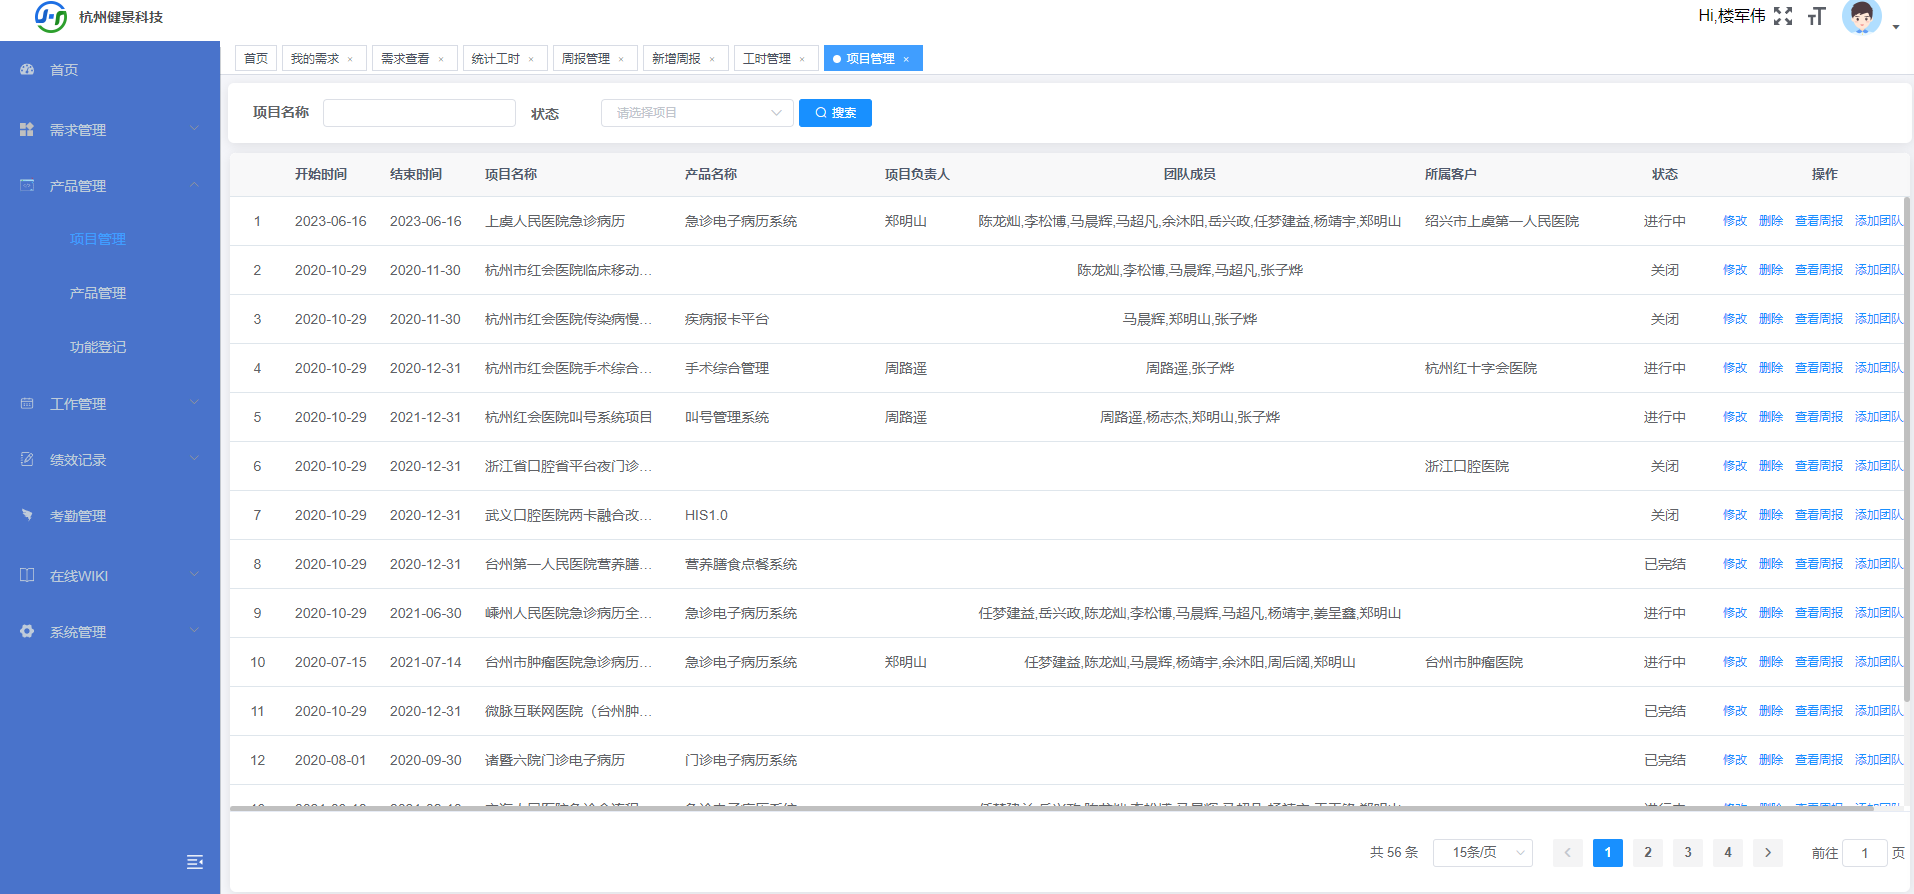 杭州健景科技
Hi,楼军伟
首页
需求管理
产品管理
项目管理
产品管理
功能登记
工作管理
绩效记录
考勤管理
在线WIKI
系统管理
首页 我的需求 × 需求查看 × 统计工时 × 周报管理 × 新增周报 × 工时管理 × 项目管理 ×
项目名称 状态 请选择项目 搜索
开始时间 结束时间 项目名称 产品名称 项目负责人 团队成员 所属客户 状态 操作
1 2023-06-16 2023-06-16 上虞人民医院急诊病历 急诊电子病历系统 郑明山 陈龙灿,李松博,马晨辉,马超凡,余沐阳,岳兴政,任梦建益,杨靖宇,郑明山 绍兴市上虞第一人民医院 进行中 修改 删除 查看周报 添加团队
2 2020-10-29 2020-11-30 杭州市红会医院临床移动... 陈龙灿,李松博,马晨辉,马超凡,张子烨 关闭 修改 删除 查看周报 添加团队
3 2020-10-29 2020-11-30 杭州市红会医院传染病慢... 疾病报卡平台 马晨辉,郑明山,张子烨 关闭 修改 删除 查看周报 添加团队
4 2020-10-29 2020-12-31 杭州市红会医院手术综合... 手术综合管理 周路遥 周路遥,张子烨 杭州红十字会医院 进行中 修改 删除 查看周报 添加团队
5 2020-10-29 2021-12-31 杭州红会医院叫号系统项目 叫号管理系统 周路遥 周路遥,杨志杰,郑明山,张子烨 进行中 修改 删除 查看周报 添加团队
6 2020-10-29 2020-12-31 浙江省口腔省平台夜门诊... 浙江口腔医院 关闭 修改 删除 查看周报 添加团队
7 2020-10-29 2020-12-31 武义口腔医院两卡融合改... HIS1.0 关闭 修改 删除 查看周报 添加团队
8 2020-10-29 2020-12-31 台州第一人民医院营养膳... 营养膳食点餐系统 已完结 修改 删除 查看周报 添加团队
9 2020-10-29 2021-06-30 嵊州人民医院急诊病历全... 急诊电子病历系统 任梦建益,岳兴政,陈龙灿,李松博,马晨辉,马超凡,杨靖宇,姜呈鑫,郑明山 进行中 修改 删除 查看周报 添加团队
10 2020-07-15 2021-07-14 台州市肿瘤医院急诊病历... 急诊电子病历系统 郑明山 任梦建益,陈龙灿,马晨辉,杨靖宇,余沐阳,周后阔,郑明山 台州市肿瘤医院 进行中 修改 删除 查看周报 添加团队
11 2020-10-29 2020-12-31 微脉互联网医院（台州肿... 已完结 修改 删除 查看周报 添加团队
12 2020-08-01 2020-09-30 诸暨六院门诊电子病历 门诊电子病历系统 已完结 修改 删除 查看周报 添加团队
共 56 条 15条/页 1 2 3 4 前往 1 页